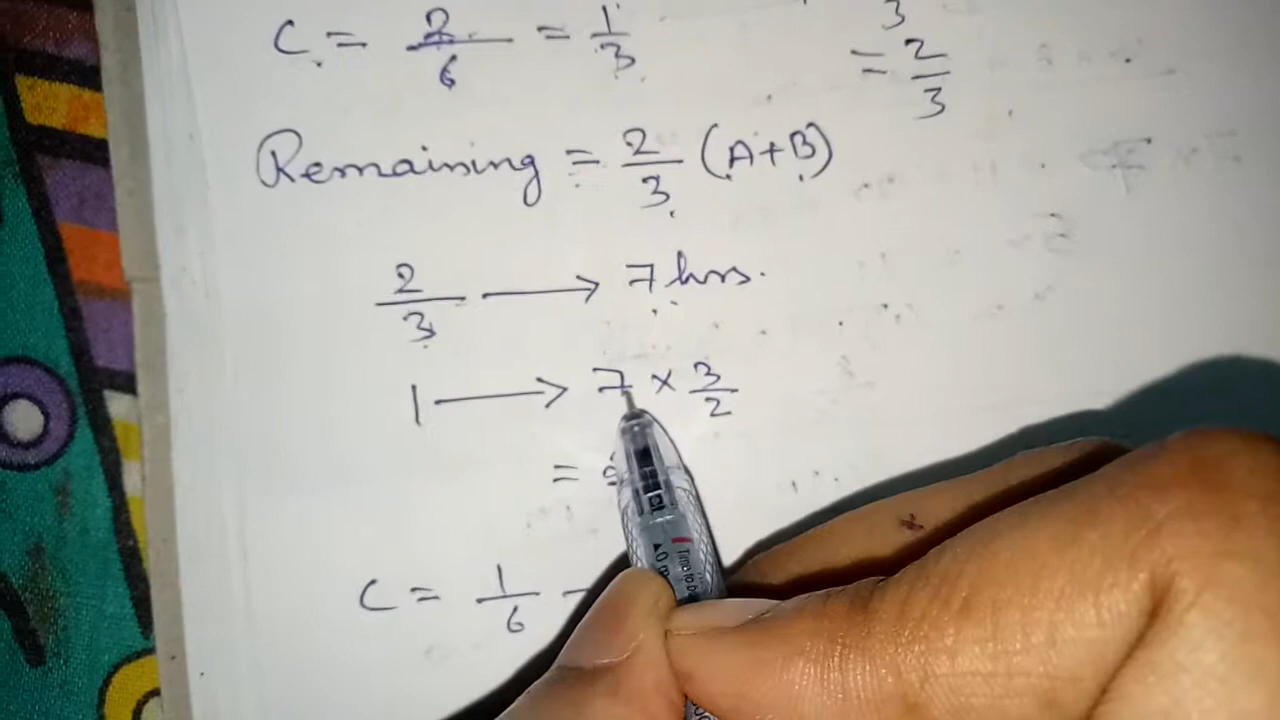 C = 2/6 = 1/3
3
= 2/3
Remaining = 2/3 (A+B)
2/3 → 7 hrs.
1 → 7 × 3/2
=
C = 1/6 -